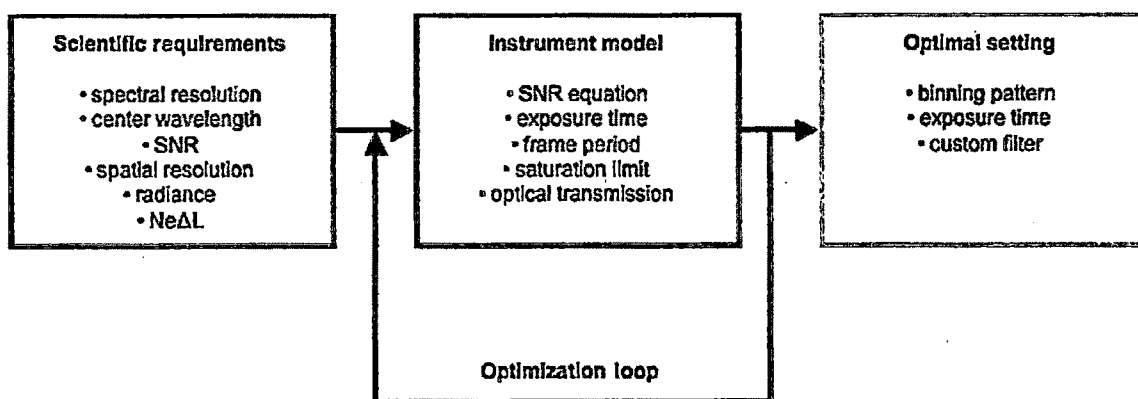 Scientific requirements
• spectral resolution
• center wavelength
• SNR
• spatial resolution
• radiance
• NeΔL
Instrument model
• SNR equation
• exposure time
• frame period
• saturation limit
• optical transmission
Optimal setting
• binning pattern
• exposure time
• custom filter
Optimization loop